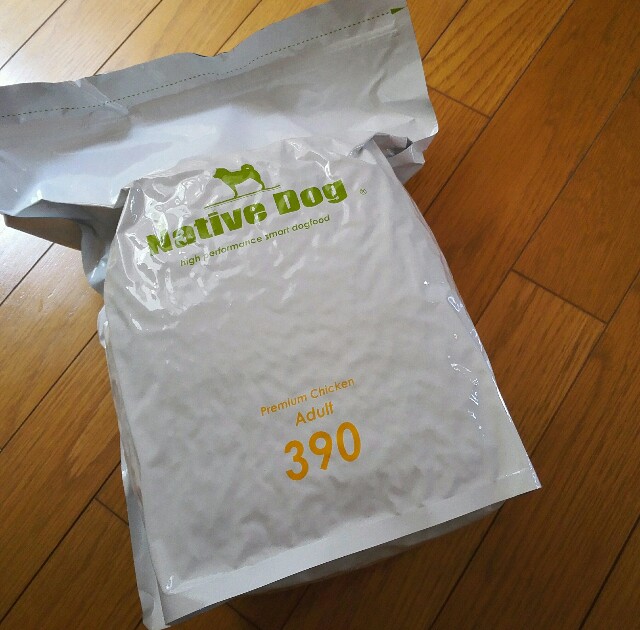 Native Dog ®
high performance smart dogfood
Premium Chicken
Adult
390